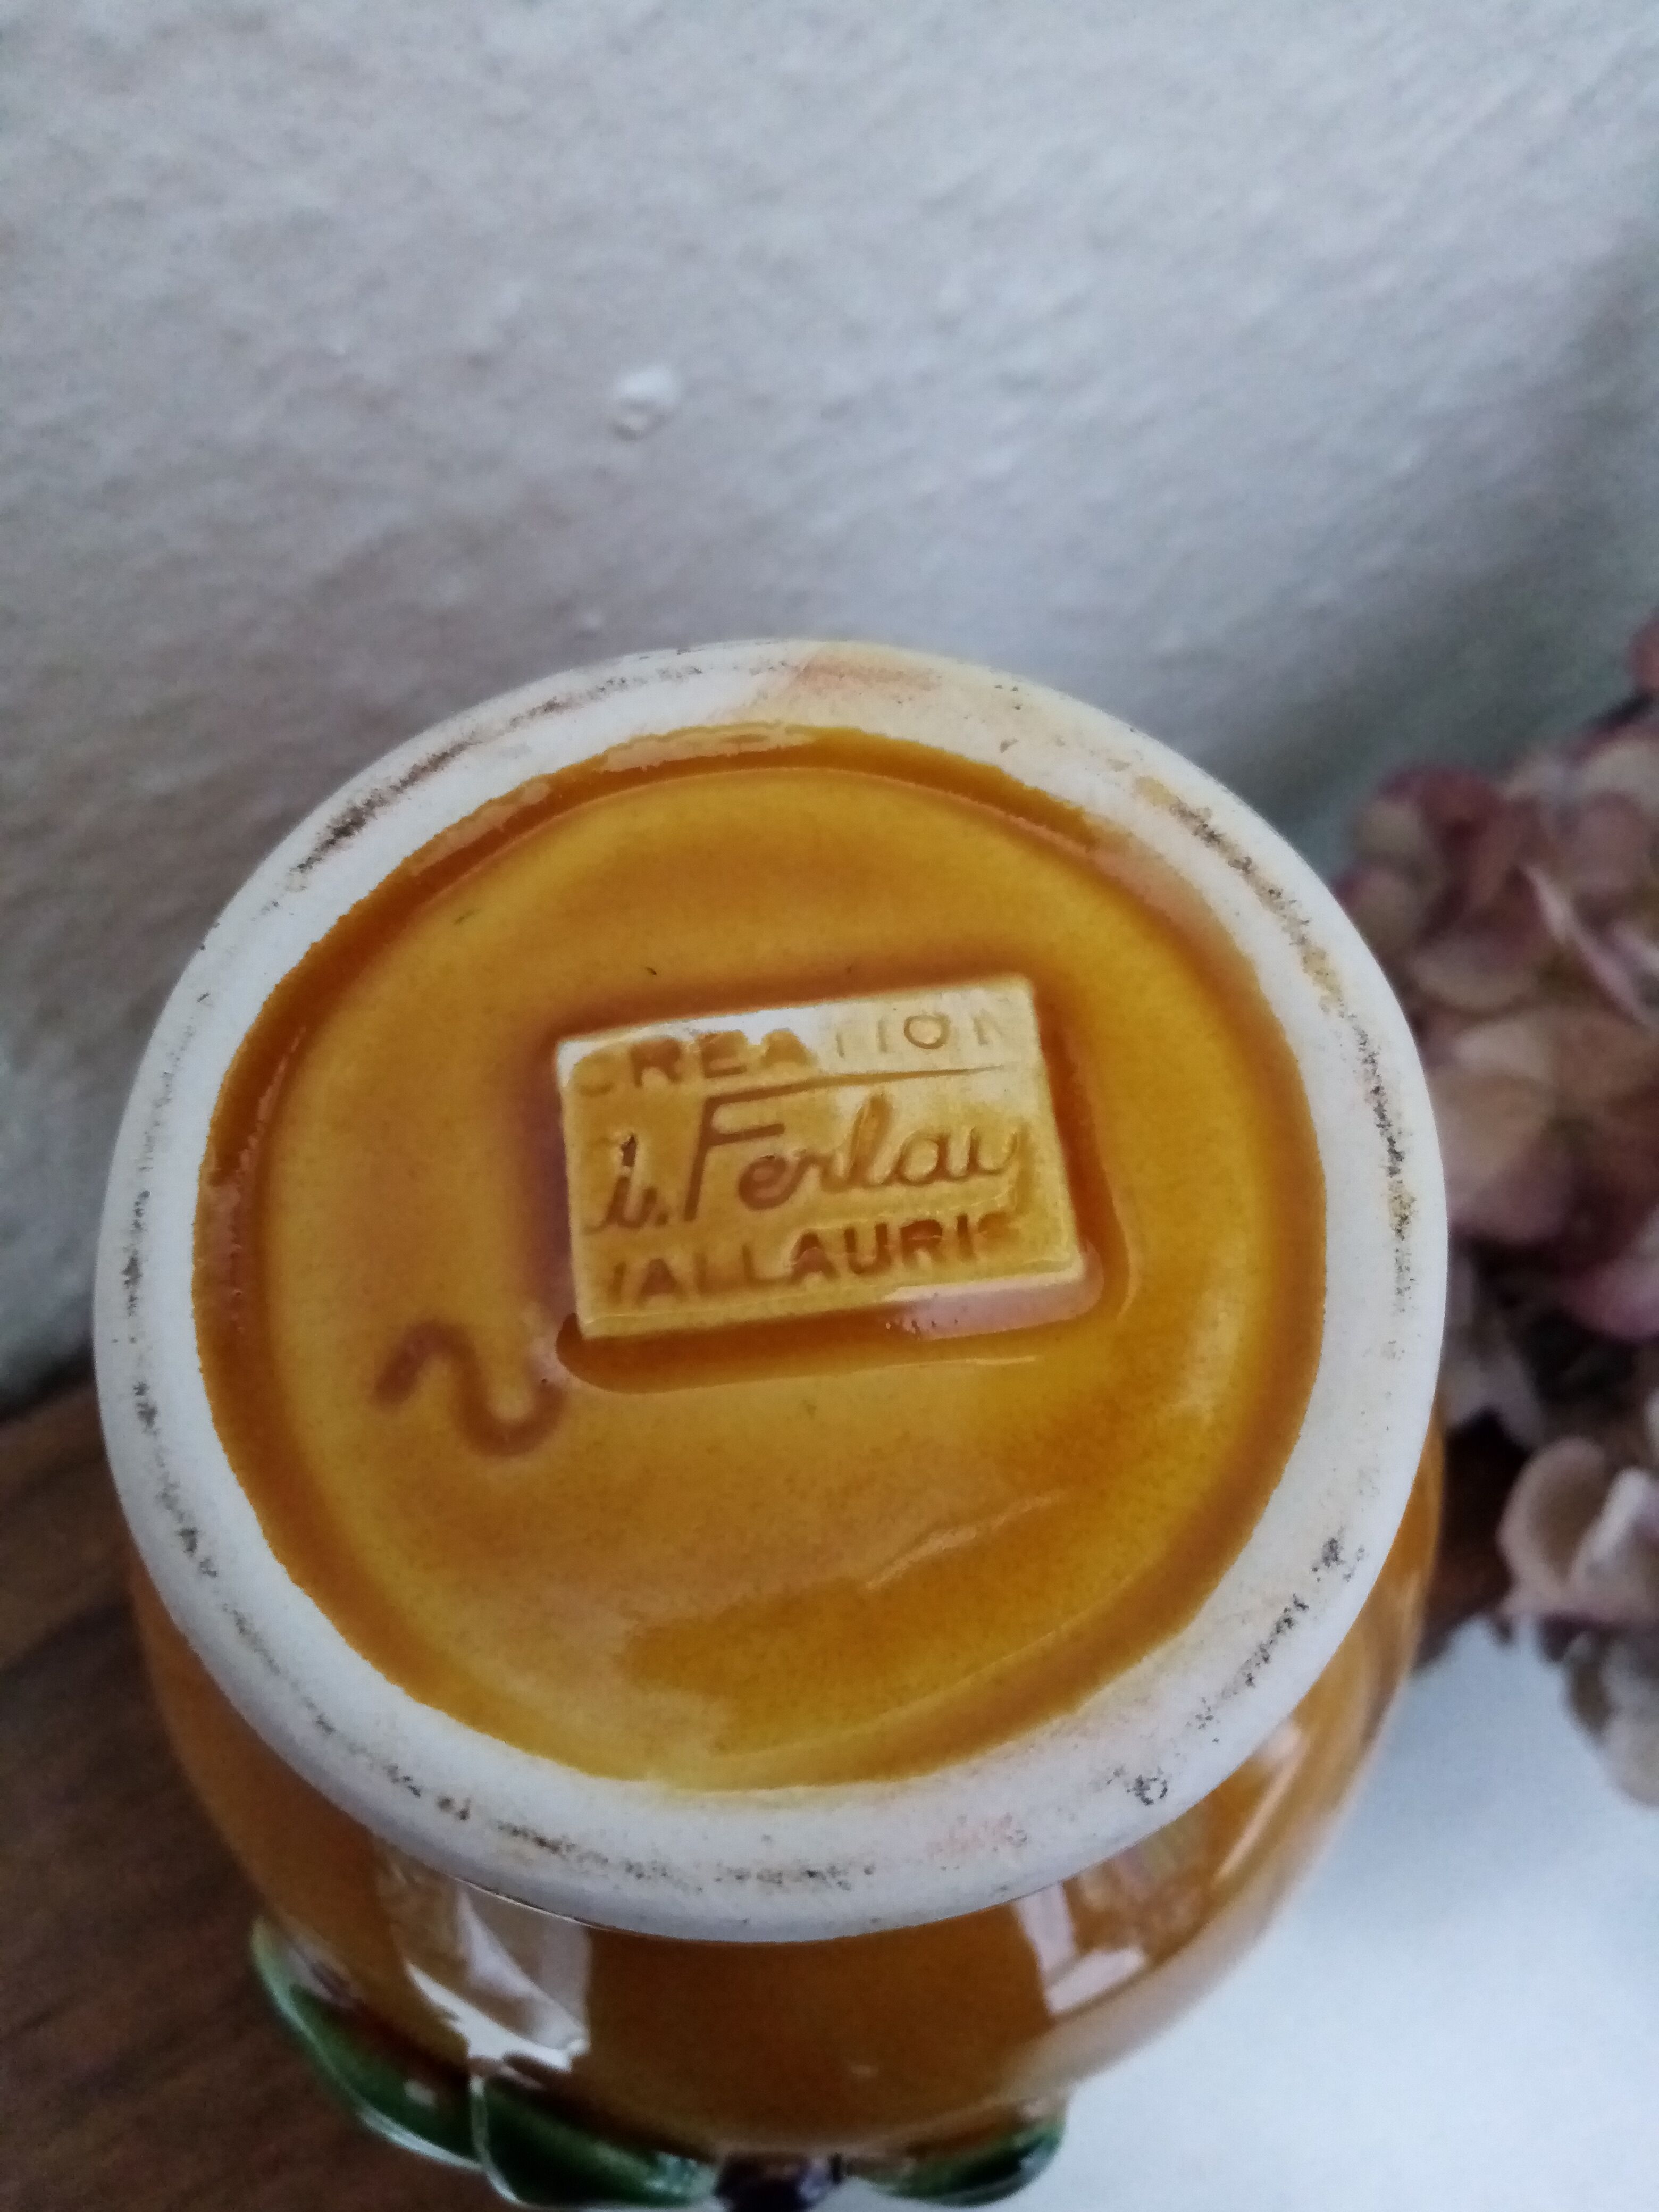 CREATION
i. Ferlay
VALLAURIS